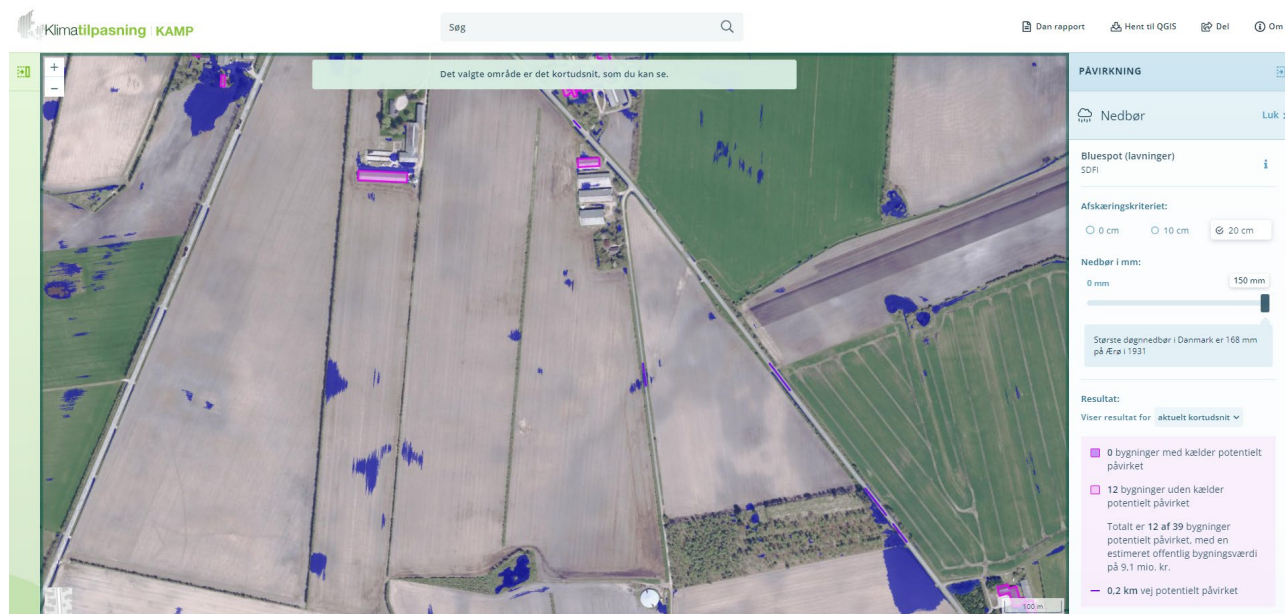 Klimatilpasning | KAMP
Søg
Dan rapport
Hent til QGIS
Del
Om
+
−
Det valgte område er det kortudsnit, som du kan se.
PÅVIRKNING
Nedbør
Luk
Bluespot (lavninger)
SDFI
i
Afskæringskriteriet:
0 cm
10 cm
20 cm
Nedbør i mm:
0 mm
150 mm
Største døgnnedbør i Danmark er 168 mm
på Ærø i 1931
Resultat:
Viser resultat for aktuelt kortudsnit
0 bygninger med kælder potentielt
påvirket
12 bygninger uden kælder
potentielt påvirket
Totalt er 12 af 39 bygninger
potentielt påvirket, med en
estimeret offentlig bygningsværdi
på 9,1 mio. kr.
0,2 km vej potentielt påvirket
100 m